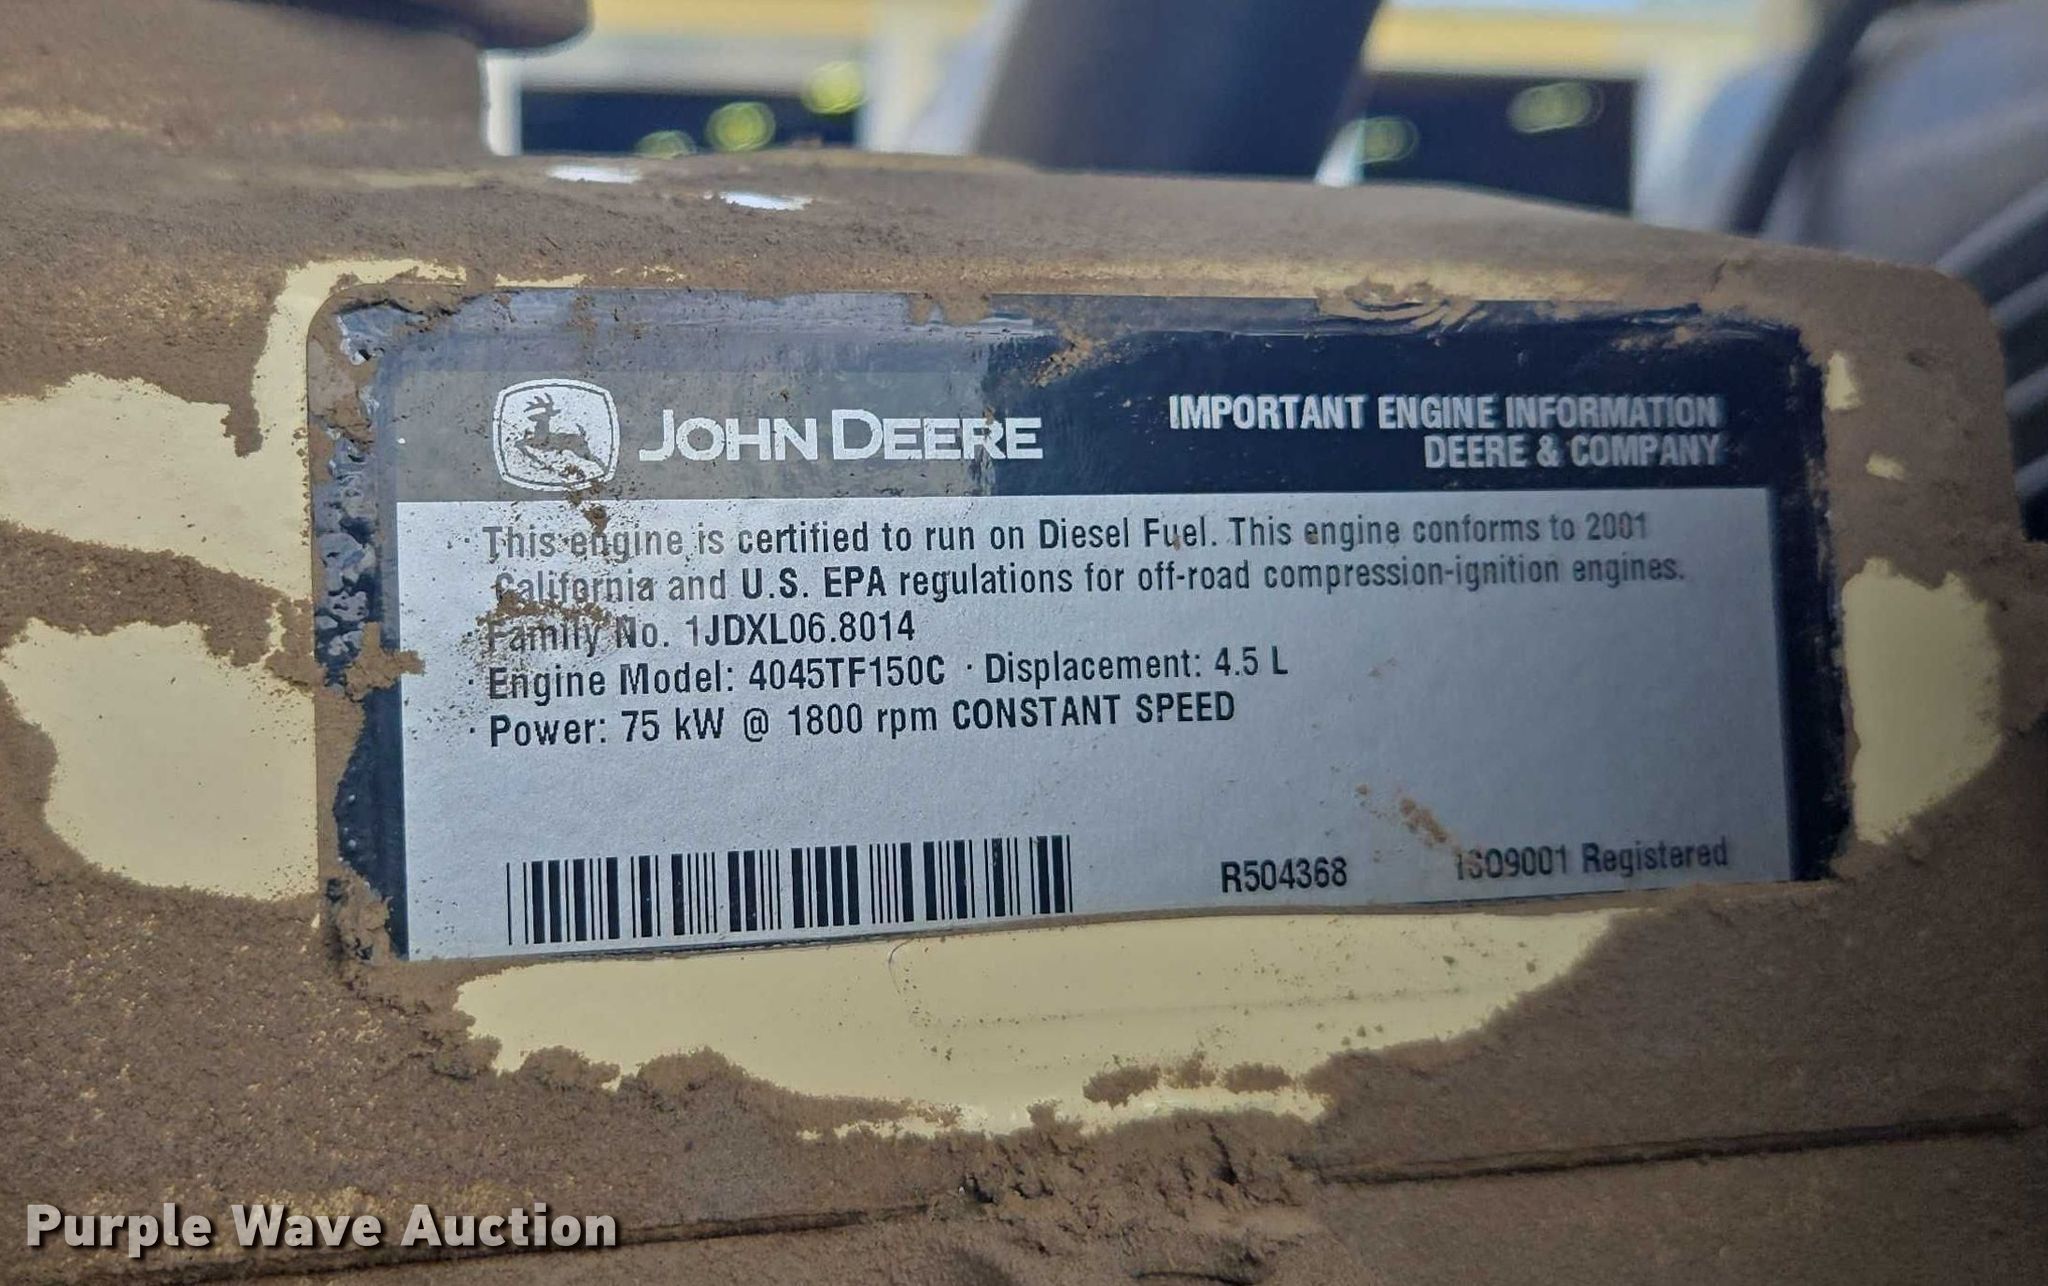 JOHN DEERE
IMPORTANT ENGINE INFORMATION
DEERE & COMPANY
· This engine is certified to run on Diesel Fuel. This engine conforms to 2001
California and U.S. EPA regulations for off-road compression-ignition engines.
· Family No. 1JDXL06.8014
· Engine Model: 4045TF150C · Displacement: 4.5 L
· Power: 75 kW @ 1800 rpm CONSTANT SPEED
R504368 ISO9001 Registered
Purple Wave Auction